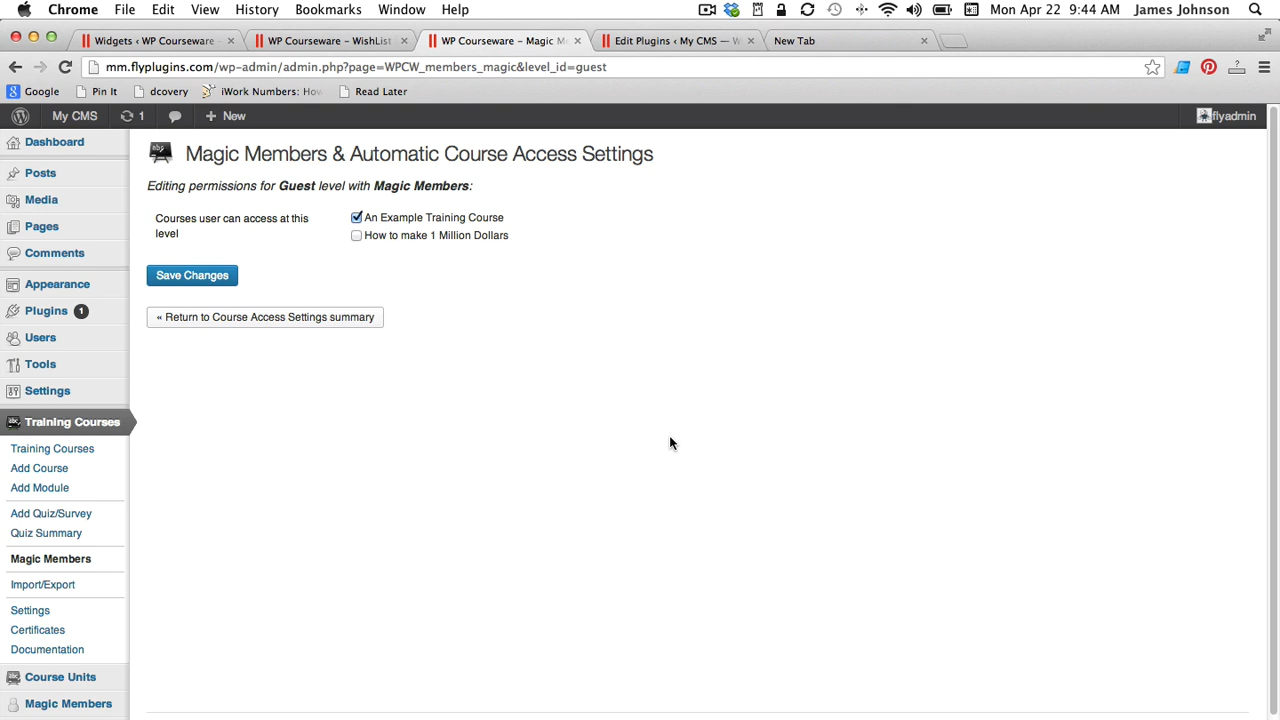 Chrome File Edit View History Bookmarks Window Help Mon Apr 22 9:44 AM James Johnson
Widgets ‹ WP Courseware - WP Courseware – WishList WP Courseware – Magic M Edit Plugins ‹ My CMS — W New Tab
mm.flyplugins.com/wp-admin/admin.php?page=WPCW_members_magic&level_id=guest
Google Pin It dcovery iWork Numbers: How Read Later
My CMS 1 + New flyadmin
Dashboard
Posts
Media
Pages
Comments
Appearance
Plugins 1
Users
Tools
Settings
Training Courses
Training Courses
Add Course
Add Module
Add Quiz/Survey
Quiz Summary
Magic Members
Import/Export
Settings
Certificates
Documentation
Course Units
Magic Members
Magic Members & Automatic Course Access Settings
Editing permissions for Guest level with Magic Members:
Courses user can access at this
level
An Example Training Course
How to make 1 Million Dollars
Save Changes
« Return to Course Access Settings summary